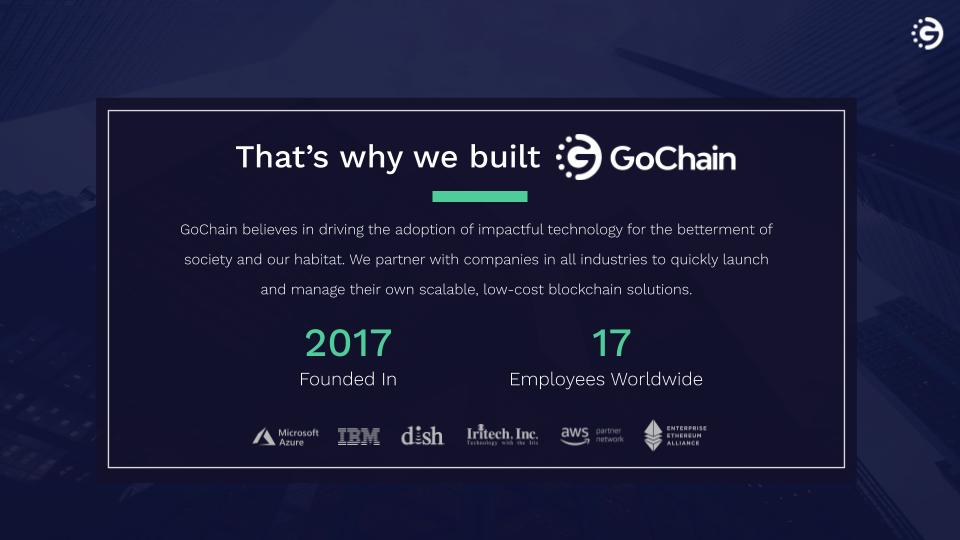 That’s why we built GoChain
GoChain believes in driving the adoption of impactful technology for the betterment of
society and our habitat. We partner with companies in all industries to quickly launch
and manage their own scalable, low-cost blockchain solutions.
2017
Founded In
17
Employees Worldwide
Microsoft
Azure
IBM
dish
Iritech, Inc.
Technology with the Iris
aws partner
network
ENTERPRISE
ETHEREUM
ALLIANCE